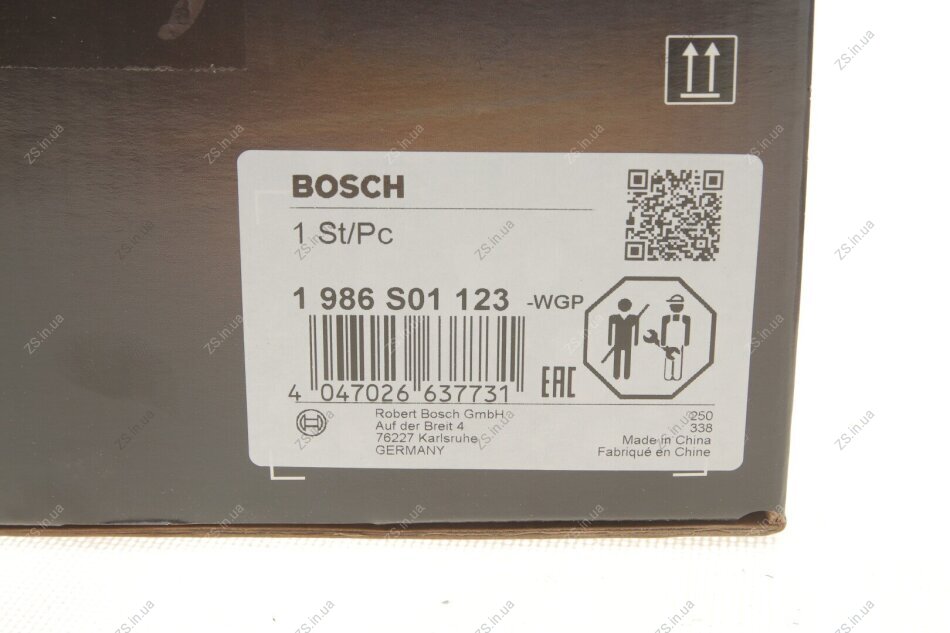 BOSCH
1 St/Pc
1 986 S01 123 -WGP
4 047026 637731
EAC
Robert Bosch GmbH
Auf der Breit 4
76227 Karlsruhe
GERMANY
250
338
Made in China
Fabriqué en Chine
ZS.in.ua